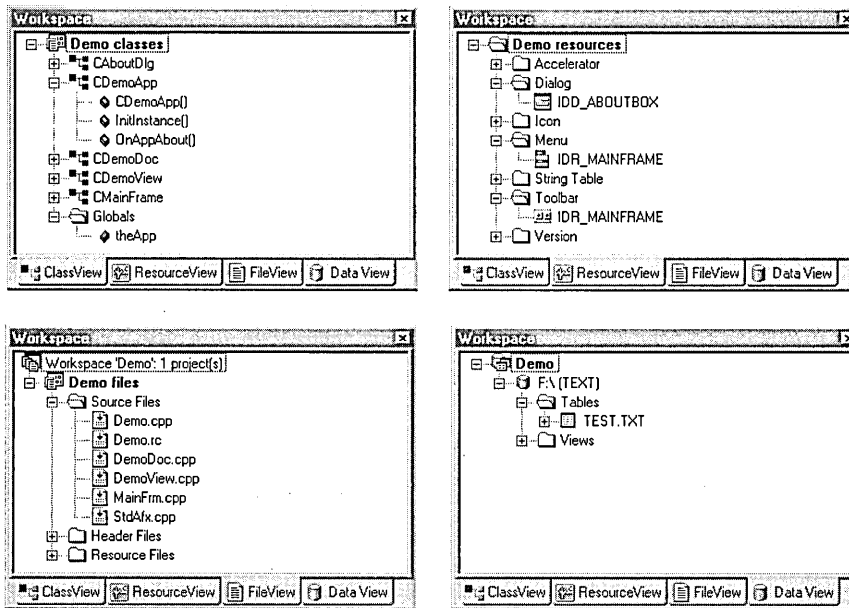 Workspace
Demo classes
CAboutDlg
CDemoApp
CDemoApp()
InitInstance()
OnAppAbout()
CDemoDoc
CDemoView
CMainFrame
Globals
theApp
ClassView ResourceView FileView Data View
Workspace
Demo resources
Accelerator
Dialog
IDD_ABOUTBOX
Icon
Menu
IDR_MAINFRAME
String Table
Toolbar
IDR_MAINFRAME
Version
ClassView ResourceView FileView Data View
Workspace
Workspace 'Demo': 1 project(s)
Demo files
Source Files
Demo.cpp
Demo.rc
DemoDoc.cpp
DemoView.cpp
MainFrm.cpp
StdAfx.cpp
Header Files
Resource Files
ClassView ResourceView FileView Data View
Workspace
Demo
F:\ (TEXT)
Tables
TEST.TXT
Views
ClassView ResourceView FileView Data View